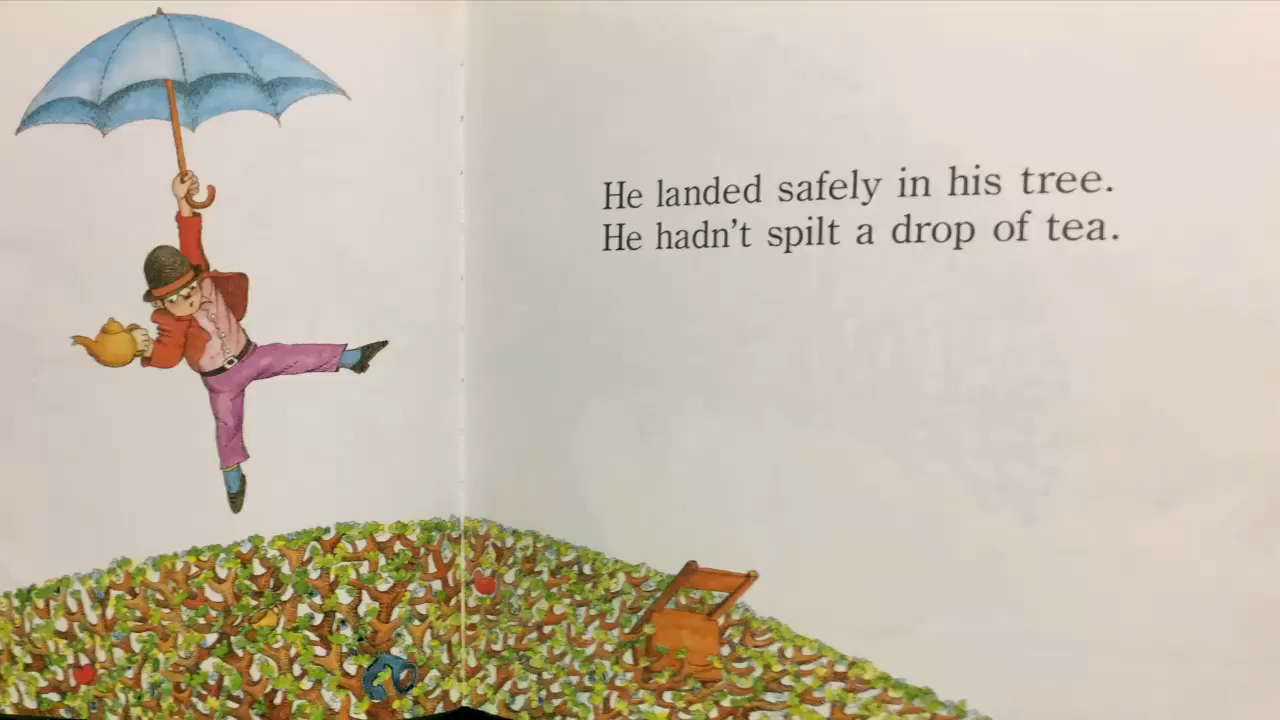 He landed safely in his tree.
He hadn't spilt a drop of tea.